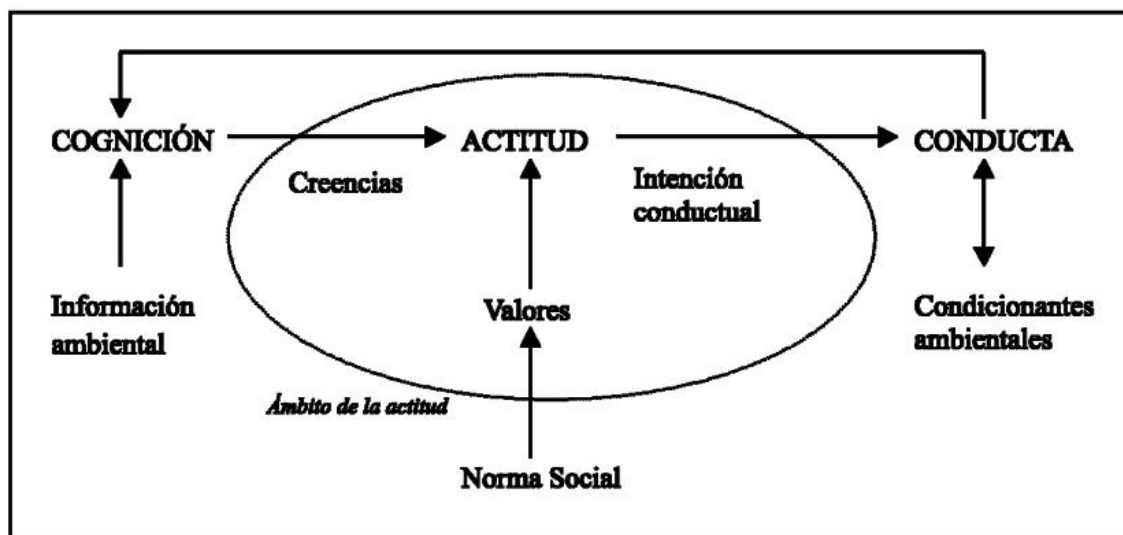 COGNICIÓN
ACTITUD
CONDUCTA
Creencias
Intención
conductual
Información
ambiental
Valores
Condicionantes
ambientales
Ámbito de la actitud
Norma Social